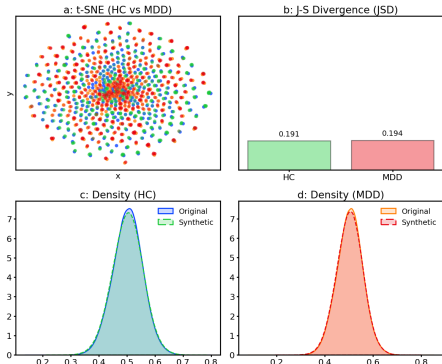 a: t-SNE (HC vs MDD)
y
x
b: J-S Divergence (JSD)
0.191
0.194
HC
MDD
c: Density (HC)
7
6
5
4
3
2
1
0
Original
Synthetic
0.2
0.3
0.4
0.5
0.6
0.7
0.8
d: Density (MDD)
7
6
5
4
3
2
1
0
Original
Synthetic
0.2
0.4
0.6
0.8